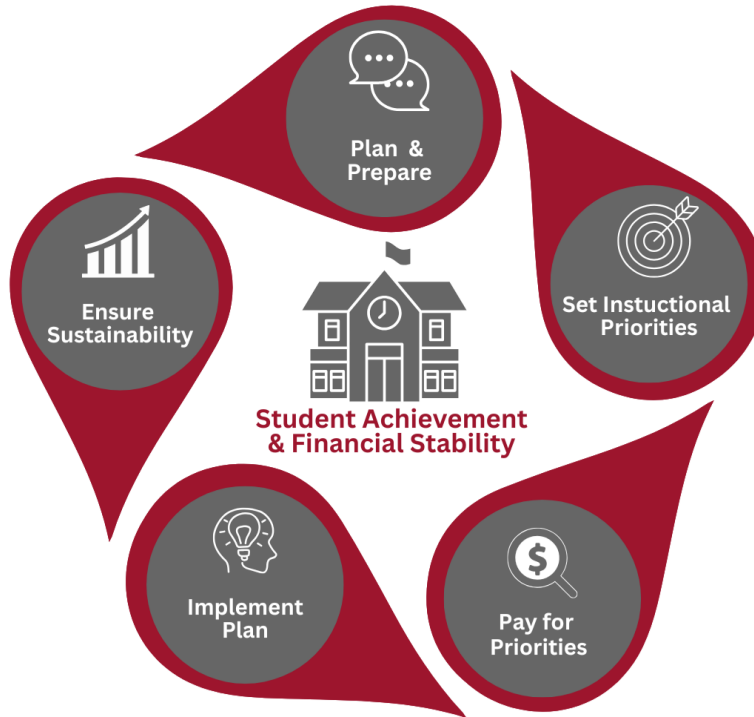 Plan &
Prepare
Set Instuctional
Priorities
Pay for
Priorities
Implement
Plan
Ensure
Sustainability
Student Achievement
& Financial Stability
$